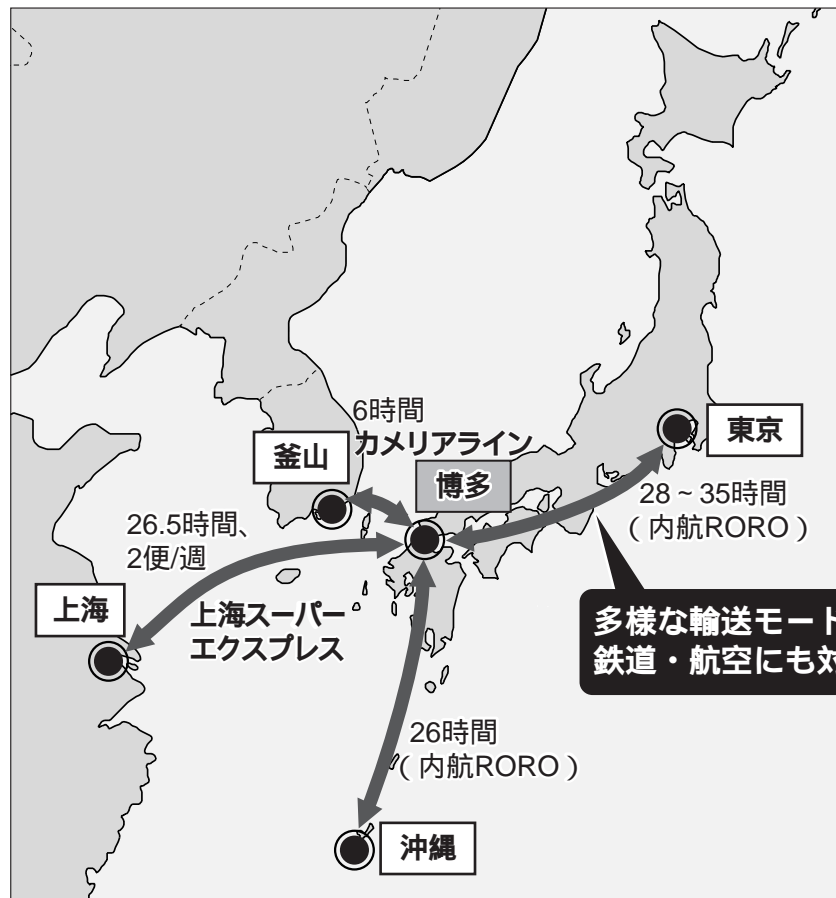 6時間
カメリアライン
釜山
博多
東京
28～35時間
（内航RORO）
26.5時間、
2便/週
上海
上海スーパー
エクスプレス
多様な輸送モード
鉄道・航空にも対
26時間
（内航RORO）
沖縄